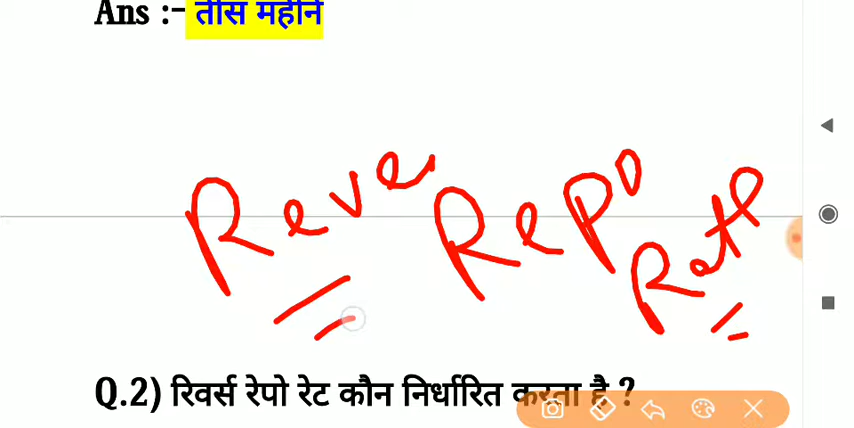 Ans :- तीस महीने
Reve Repo Rate
Q.2) रिवर्स रेपो रेट कौन निर्धारित करता है ?